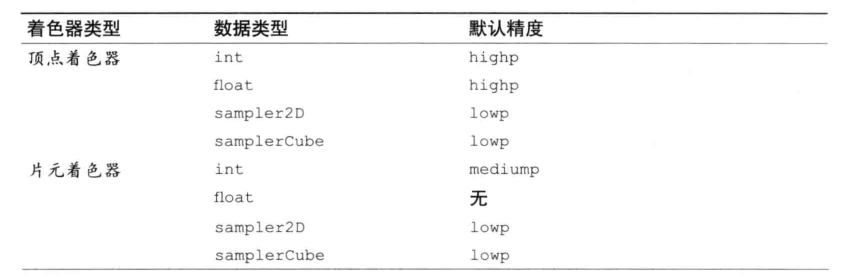 着色器类型 数据类型 默认精度
顶点着色器 int highp
float highp
sampler2D lowp
samplerCube lowp
片元着色器 int mediump
float 无
sampler2D lowp
samplerCube lowp